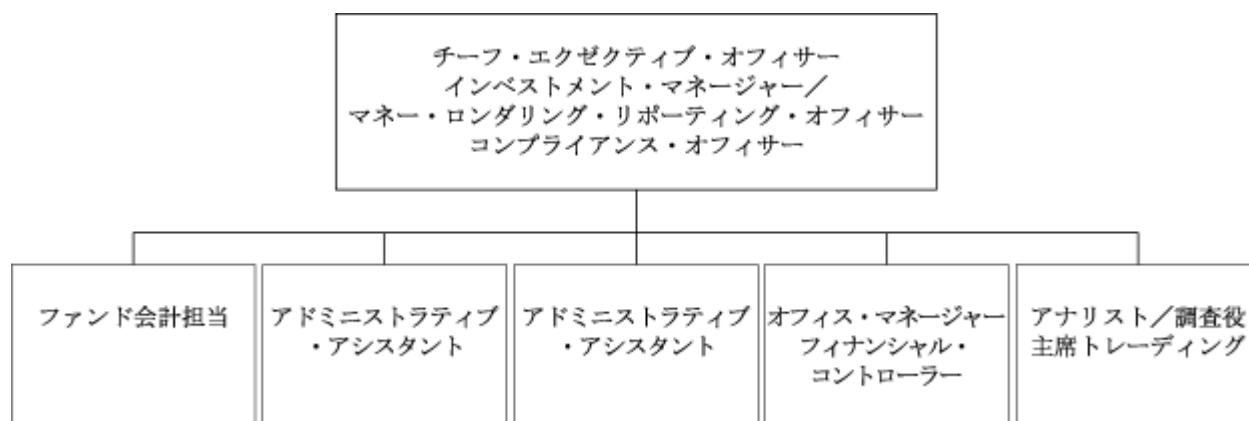 チーフ・エクゼクティブ・オフィサー
インベストメント・マネージャー／
マネー・ロンダリング・リポーティング・オフィサー
コンプライアンス・オフィサー
ファンド会計担当
アドミニストラティブ
・アシスタント
アドミニストラティブ
・アシスタント
オフィス・マネージャー
フィナンシャル・
コントローラー
アナリスト／調査役
主席トレーディング